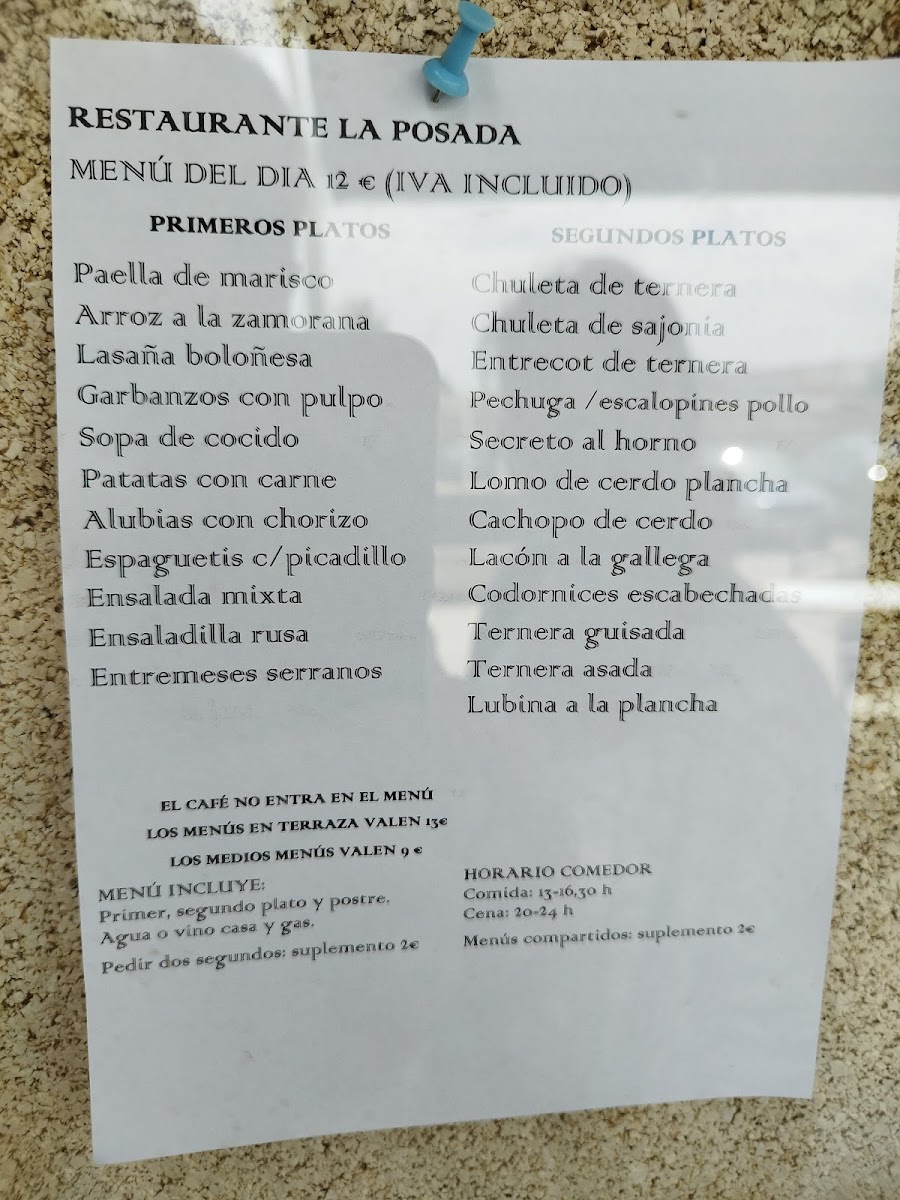 RESTAURANTE LA POSADA
MENÚ DEL DIA 12 € (IVA INCLUIDO)
PRIMEROS PLATOS
Paella de marisco
Arroz a la zamorana
Lasaña boloñesa
Garbanzos con pulpo
Sopa de cocido
Patatas con carne
Alubias con chorizo
Espaguetis c/picadillo
Ensalada mixta
Ensaladilla rusa
Entremeses serranos
SEGUNDOS PLATOS
Chuleta de ternera
Chuleta de sajonia
Entrecot de ternera
Pechuga /escalopines pollo
Secreto al horno
Lomo de cerdo plancha
Cachopo de cerdo
Lacón a la gallega
Codornices escabechadas
Ternera guisada
Ternera asada
Lubina a la plancha
EL CAFÉ NO ENTRA EN EL MENÚ
LOS MENÚS EN TERRAZA VALEN 13€
LOS MEDIOS MENÚS VALEN 9 €
MENÚ INCLUYE:
Primer, segundo plato y postre.
Agua o vino casa y gas.
Pedir dos segundos: suplemento 2€
HORARIO COMEDOR
Comida: 13-16,30 h
Cena: 20-24 h
Menús compartidos: suplemento 2€